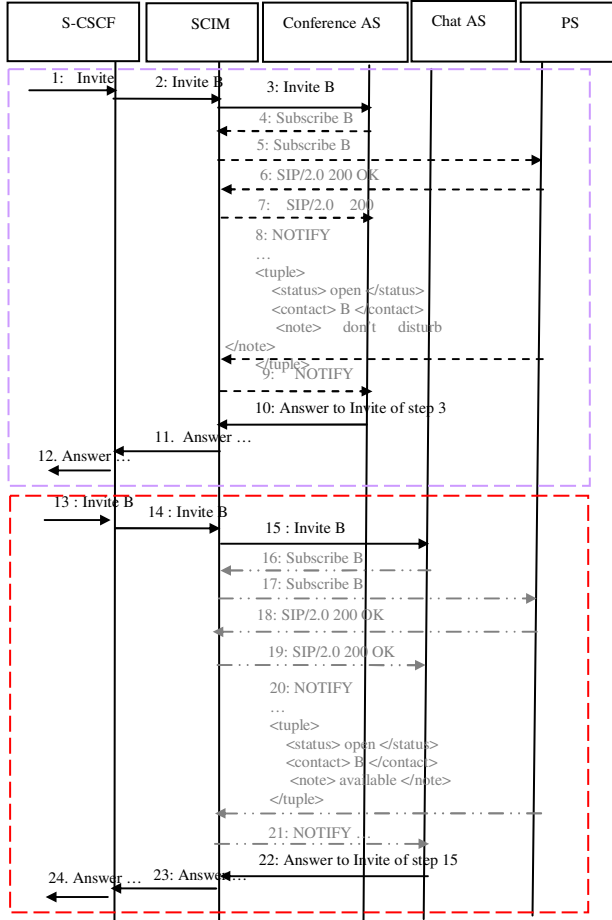 S-CSCF SCIM Conference AS Chat AS PS
1: Invite
2: Invite B
3: Invite B
4: Subscribe B
5: Subscribe B
6: SIP/2.0 200 OK
7: SIP/2.0 200
8: NOTIFY
…
<tuple>
<status> open </status>
<contact> B </contact>
<note> don't disturb
</note>
</tuple>
9: NOTIFY
10: Answer to Invite of step 3
11. Answer …
12. Answer …
13 : Invite B
14 : Invite B
15 : Invite B
16: Subscribe B
17: Subscribe B
18: SIP/2.0 200 OK
19: SIP/2.0 200 OK
20: NOTIFY
…
<tuple>
<status> open </status>
<contact> B </contact>
<note> available </note>
</tuple>
21: NOTIFY …
22: Answer to Invite of step 15
23: Answer…
24. Answer …